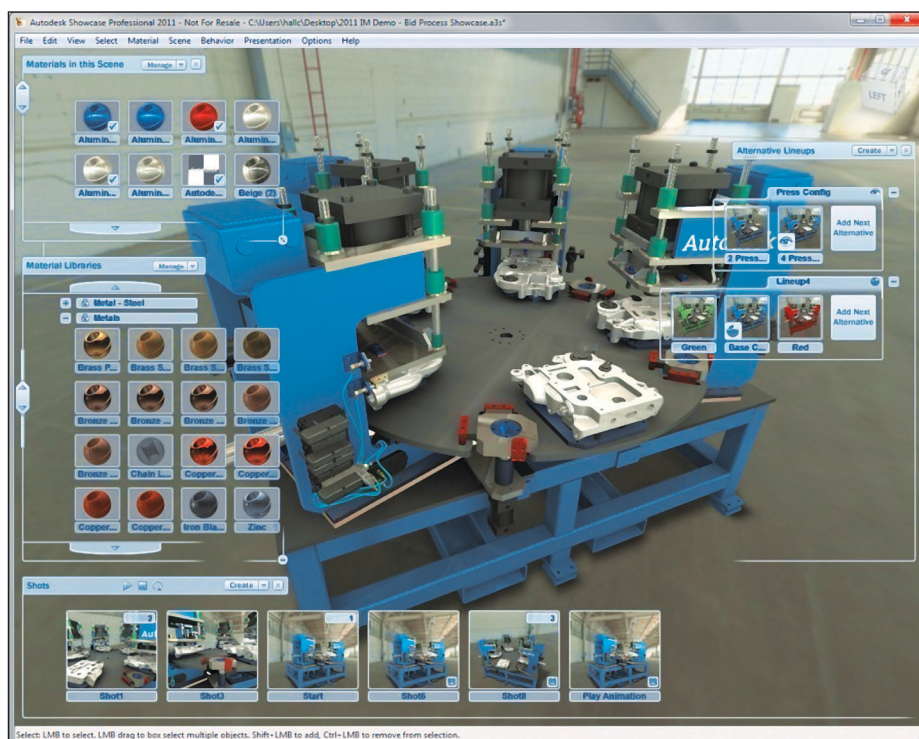 Autodesk Showcase Professional 2011 - Not For Resale - C:\Users\hallc\Desktop\2011 IM Demo - Bid Process Showcase.a3s*
File Edit View Select Material Scene Behavior Presentation Options Help
Materials in this Scene Manage
Alumin... Alumin... Alumin... Alumin...
Alumin... Alumin... Autode... Beige (2)
LEFT
Alternative Lineups Create
Press Config
2 Press... 4 Press...
Add Next
Alternative
Lineup4
Green Base C... Red
Add Next
Alternative
Material Libraries Manage
Metal - Steel
Metals
Brass P... Brass S... Brass S... Brass S...
Bronze ... Bronze ... Bronze ... Bronze ...
Bronze ... Chain L... Copper... Copper...
Copper... Copper... Iron Bla... Zinc
Shots Create
2 1 3
Shot1 Shot3 Start Shot6 Shot8 Play Animation
Select: LMB to select. LMB drag to box select multiple objects. Shift+LMB to add, Ctrl+LMB to remove from selection.